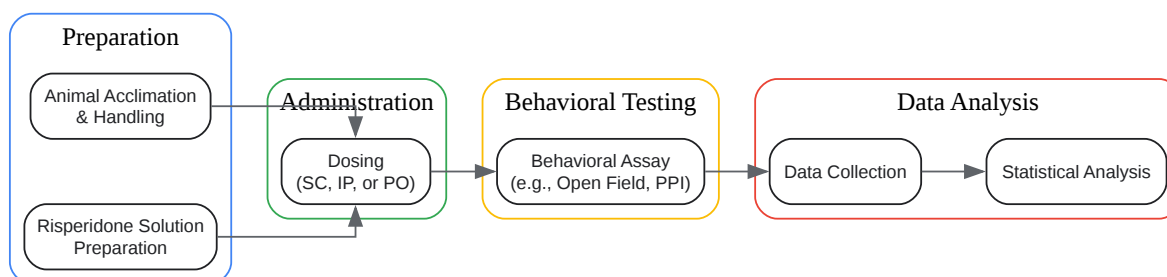 Preparation
Animal Acclimation
& Handling
Risperidone Solution
Preparation
Administration
Dosing
(SC, IP, or PO)
Behavioral Testing
Behavioral Assay
(e.g., Open Field, PPI)
Data Analysis
Data Collection
Statistical Analysis